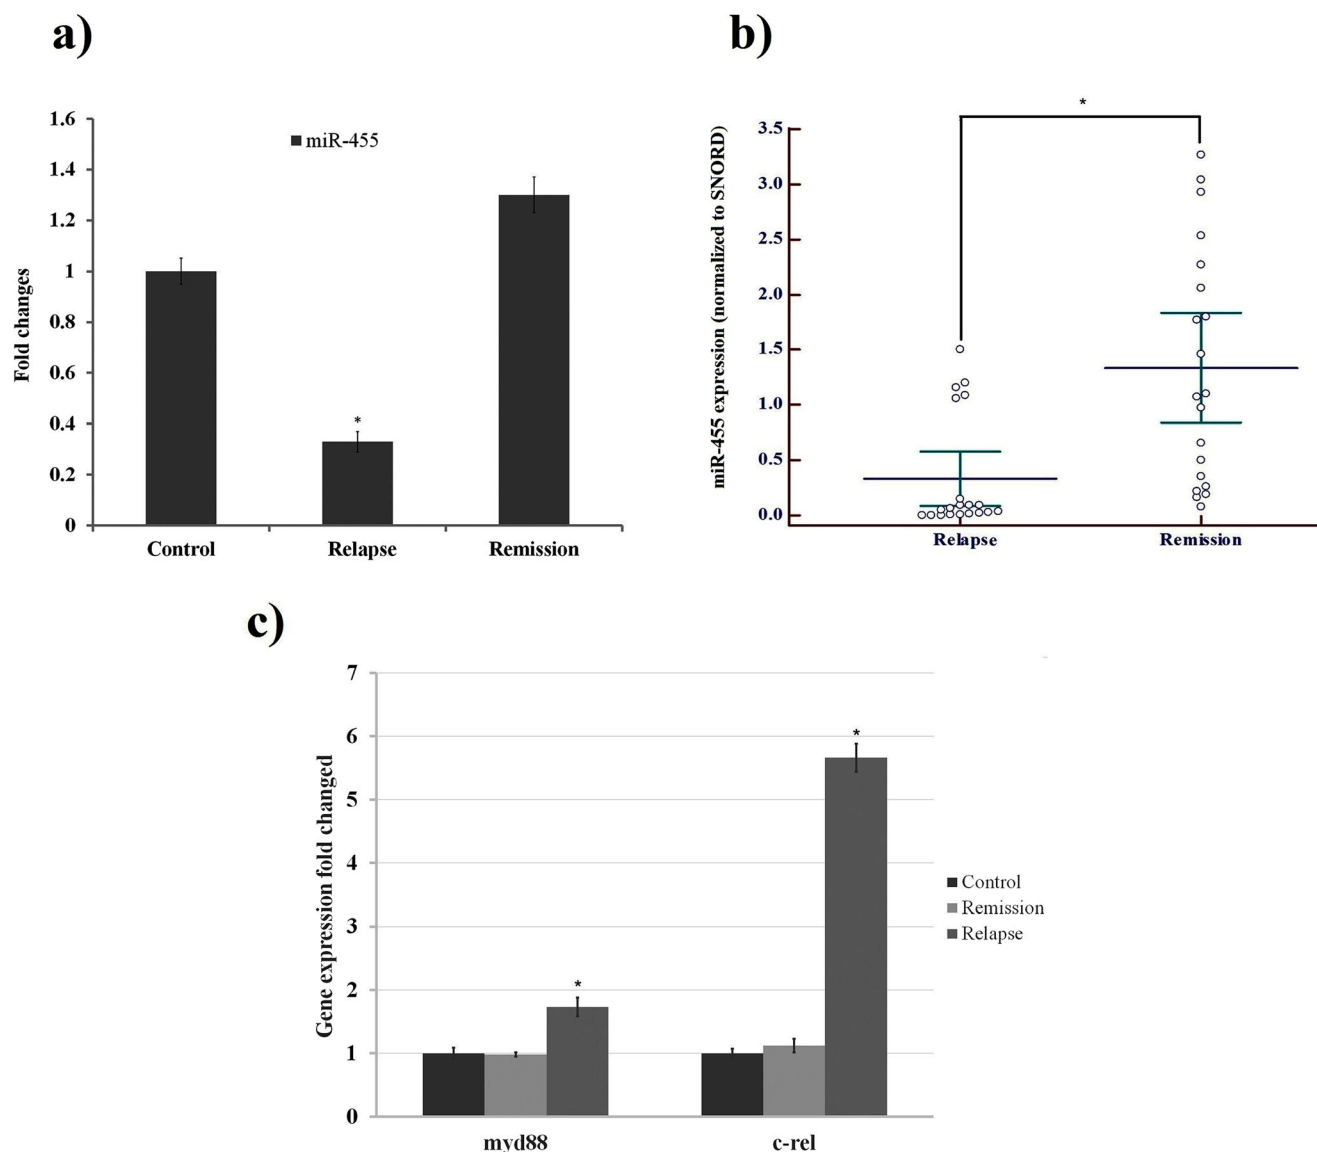 a)
1.6
1.4
1.2
1
0.8
0.6
0.4
0.2
0
Fold changes
miR-455
*
Control Relapse Remission
b)
3.5
3.0
2.5
2.0
1.5
1.0
0.5
0.0
miR-455 expression (normalized to SNORD)
*
Relapse Remission
c)
7
6
5
4
3
2
1
0
Gene expression fold changed
*
*
Control
Remission
Relapse
myd88 c-rel